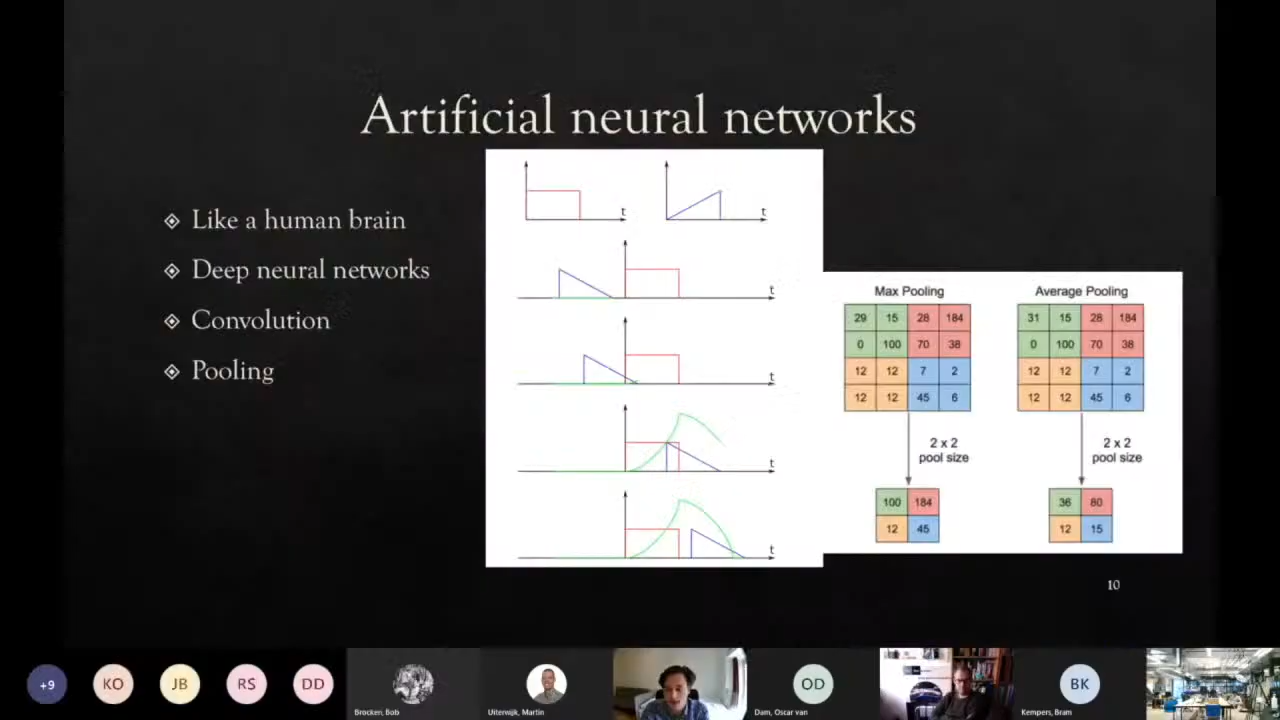 Artificial neural networks
Like a human brain
Deep neural networks
Convolution
Pooling
t
t
t
t
t
t
Max Pooling
29 15 28 184
0 100 70 38
12 12 7 2
12 12 45 6
2 x 2
pool size
100 184
12 45
Average Pooling
31 15 28 184
0 100 70 38
12 12 7 2
12 12 45 6
2 x 2
pool size
36 80
12 15
10
+9
KO
JB
RS
DD
Brocken, Bob
Uiterwijk, Martin
OD
Dam, Oscar van
BK
Kempers, Bram